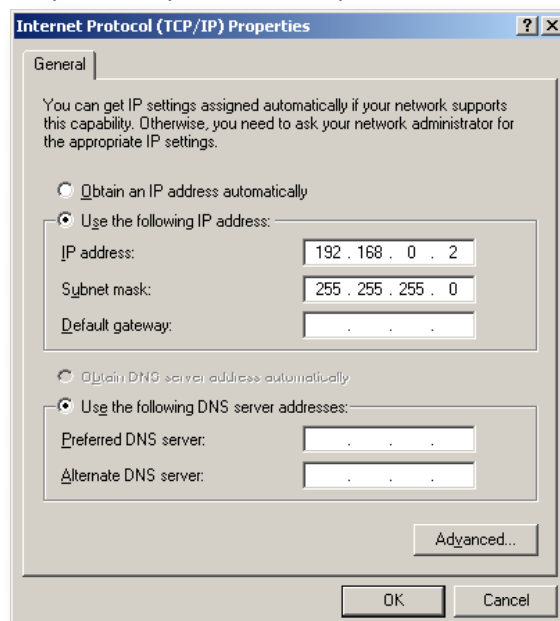 Internet Protocol (TCP/IP) Properties
General
You can get IP settings assigned automatically if your network supports
this capability. Otherwise, you need to ask your network administrator for
the appropriate IP settings.
Obtain an IP address automatically
Use the following IP address:
IP address: 192 . 168 . 0 . 2
Subnet mask: 255 . 255 . 255 . 0
Default gateway: . . .
Obtain DNS server address automatically
Use the following DNS server addresses:
Preferred DNS server: . . .
Alternate DNS server: . . .
Advanced...
OK Cancel